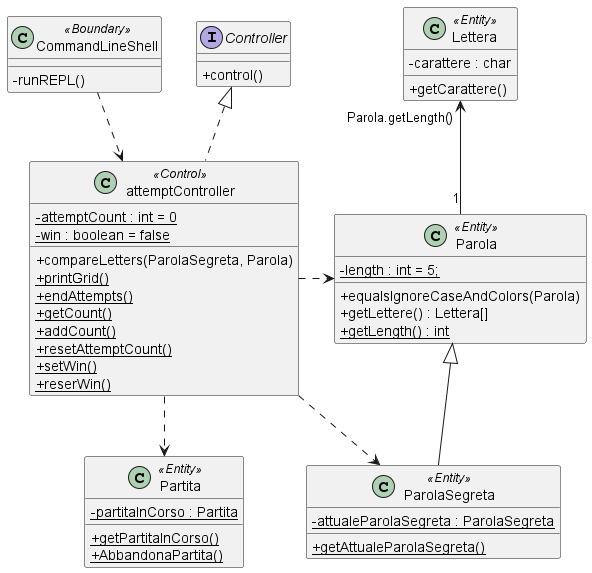 C
«Boundary»
CommandLineShell
-runREPL()
I
Controller
+control()
C
«Entity»
Lettera
-carattere : char
+getCarattere()
Parola.getLength()
1
C
«Control»
attemptController
-attemptCount : int = 0
-win : boolean = false
+compareLetters(ParolaSegreta, Parola)
+printGrid()
+endAttempts()
+getCount()
+addCount()
+resetAttemptCount()
+setWin()
+reserWin()
C
«Entity»
Parola
-length : int = 5;
+equalsIgnoreCaseAndColors(Parola)
+getLettere() : Lettera[]
+getLength() : int
C
«Entity»
Partita
-partitaInCorso : Partita
+getPartitaInCorso()
+AbbandonaPartita()
C
«Entity»
ParolaSegreta
-attualeParolaSegreta : ParolaSegreta
+getAttualeParolaSegreta()